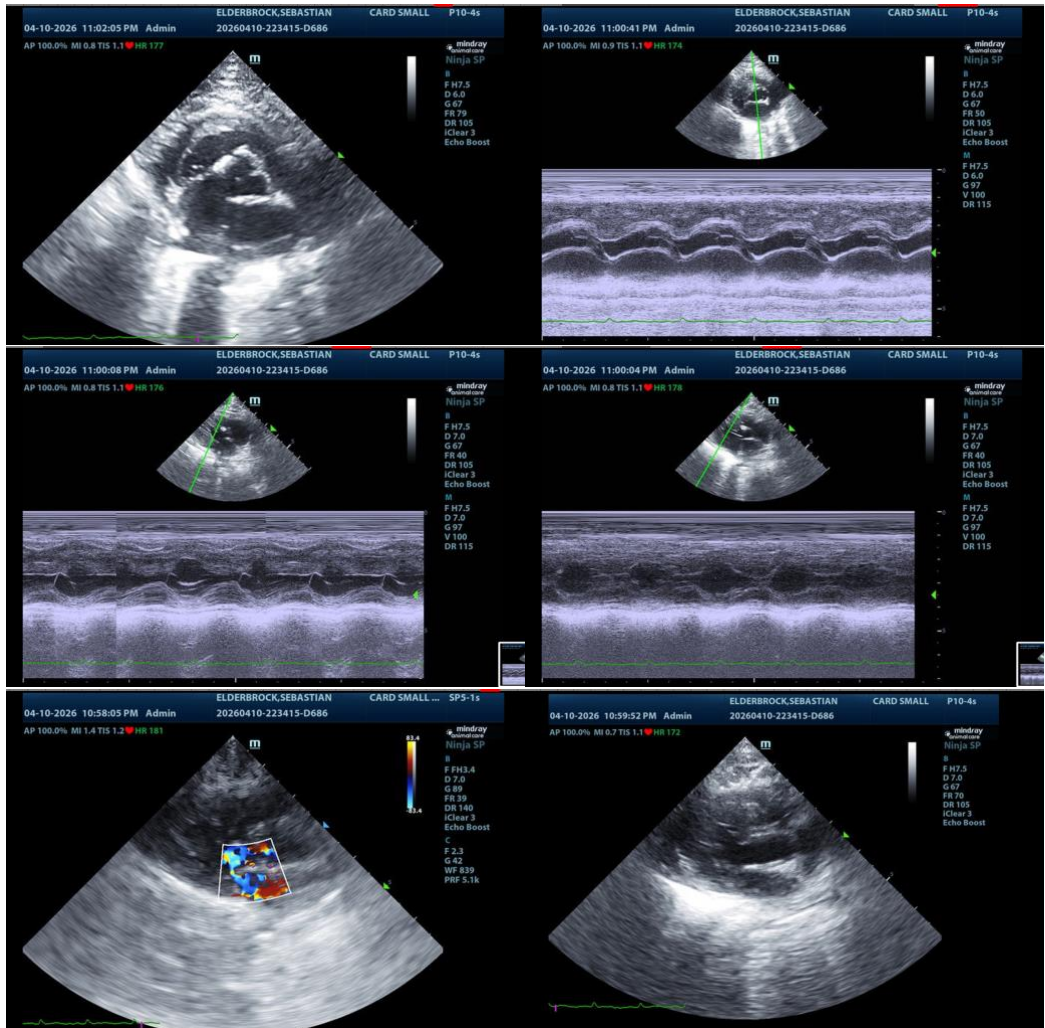 ELDERBROCK,SEBASTIAN CARD SMALL P10-4s
04-10-2026 11:02:05 PM Admin 20260410-223415-D686
AP 100.0% MI 0.8 TIS 1.1 HR 177
m
mindray
animal care
Ninja SP
B
F H7.5
D 6.0
G 67
FR 79
DR 105
iClear 3
Echo Boost
5
ELDERBROCK,SEBASTIAN CARD SMALL P10-4s
04-10-2026 11:00:41 PM Admin 20260410-223415-D686
AP 100.0% MI 0.9 TIS 1.1 HR 174
m
mindray
animal care
Ninja SP
B
F H7.5
D 6.0
G 67
FR 50
DR 105
iClear 3
Echo Boost
M
F H7.5
D 6.0
G 97
V 100
DR 115
5
0
5
ELDERBROCK,SEBASTIAN CARD SMALL P10-4s
04-10-2026 11:00:08 PM Admin 20260410-223415-D686
AP 100.0% MI 0.8 TIS 1.1 HR 176
m
mindray
animal care
Ninja SP
B
F H7.5
D 7.0
G 67
FR 40
DR 105
iClear 3
Echo Boost
M
F H7.5
D 7.0
G 97
V 100
DR 115
5
0
5
ELDERBROCK,SEBASTIAN CARD SMALL P10-4s
04-10-2026 11:00:04 PM Admin 20260410-223415-D686
AP 100.0% MI 0.8 TIS 1.1 HR 178
m
mindray
animal care
Ninja SP
B
F H7.5
D 7.0
G 67
FR 40
DR 105
iClear 3
Echo Boost
M
F H7.5
D 7.0
G 97
V 100
DR 115
5
0
5
ELDERBROCK,SEBASTIAN CARD SMALL ... SP5-1s
04-10-2026 10:58:05 PM Admin 20260410-223415-D686
AP 100.0% MI 1.4 TIS 1.2 HR 181
m
83.4
-83.4
mindray
animal care
Ninja SP
B
F FH3.4
D 7.0
G 89
FR 39
DR 140
iClear 3
Echo Boost
C
F 2.3
G 42
WF 839
PRF 5.1k
5
ELDERBROCK,SEBASTIAN CARD SMALL P10-4s
04-10-2026 10:59:52 PM Admin 20260410-223415-D686
AP 100.0% MI 0.7 TIS 1.1 HR 172
m
mindray
animal care
Ninja SP
B
F H7.5
D 7.0
G 67
FR 70
DR 105
iClear 3
Echo Boost
5